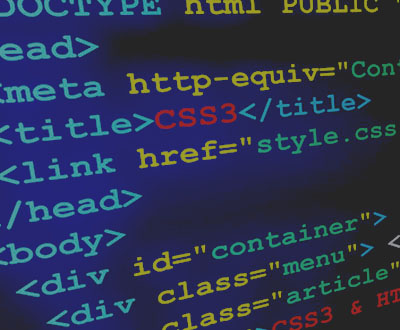 DOCTYPE html PUBLIC "
ead>
meta http-equiv="Con
<title>CSS3</title>
<link href="style.css
/head>
<body>
<div id="container">
<div class="menu"> <
class="article"
>CSS3 & HT